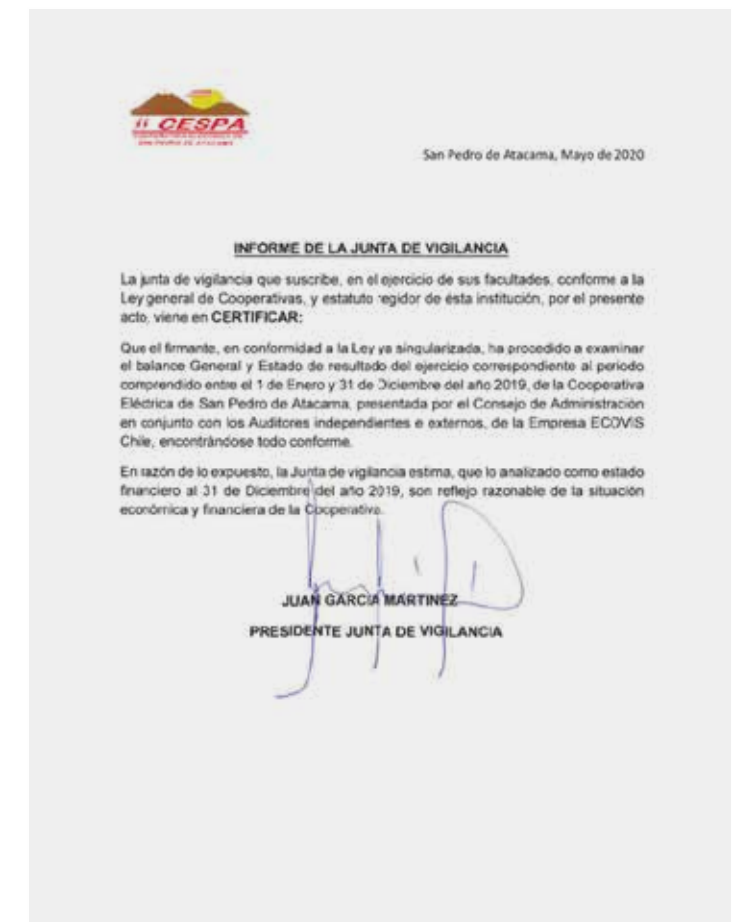 CESPA
COOPERATIVA ELECTRICA DE
SAN PEDRO DE ATACAMA
San Pedro de Atacama, Mayo de 2020
INFORME DE LA JUNTA DE VIGILANCIA
La junta de vigilancia que suscribe, en el ejercicio de sus facultades, conforme a la
Ley general de Cooperativas, y estatuto regidor de ésta institución, por el presente
acto, viene en CERTIFICAR:
Que el firmante, en conformidad a la Ley ya singularizada, ha procedido a examinar
el balance General y Estado de resultado del ejercicio correspondiente al periodo
comprendido entre el 1 de Enero y 31 de Diciembre del año 2019, de la Cooperativa
Eléctrica de San Pedro de Atacama, presentada por el Consejo de Administración
en conjunto con los Auditores independientes e externos, de la Empresa ECOVIS
Chile, encontrándose todo conforme.
En razón de lo expuesto, la Junta de vigilancia estima, que lo analizado como estado
financiero al 31 de Diciembre del año 2019, son reflejo razonable de la situación
económica y financiera de la Cooperativa.
JUAN GARCIA MARTINEZ
PRESIDENTE JUNTA DE VIGILANCIA